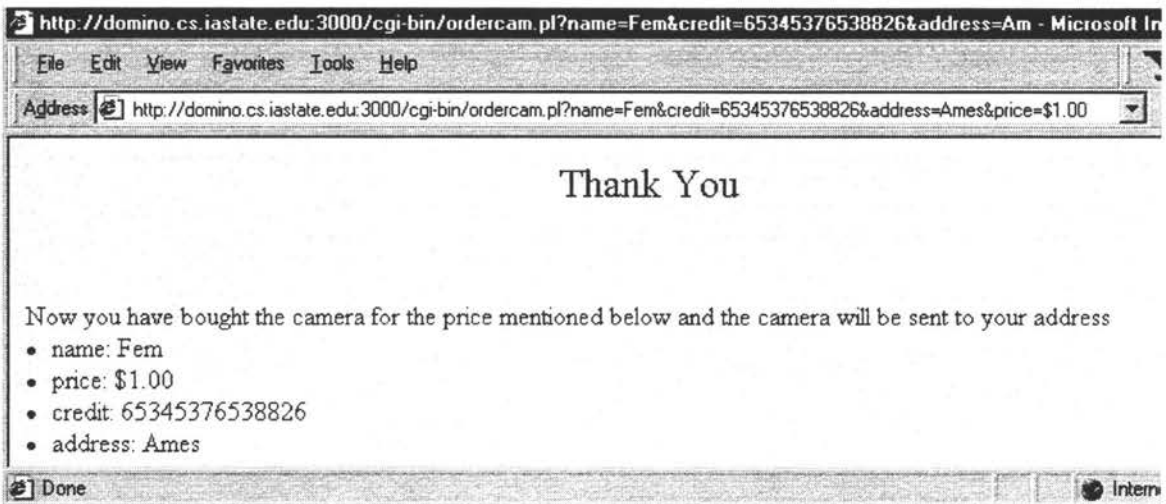 http://domino.cs.iastate.edu:3000/cgi-bin/ordercam.pl?name=Fem&credit=65345376538826&address=Am - Microsoft In
File Edit View Favorites Tools Help
Address http://domino.cs.iastate.edu:3000/cgi-bin/ordercam.pl?name=Fem&credit=65345376538826&address=Ames&price=$1.00
Thank You
Now you have bought the camera for the price mentioned below and the camera will be sent to your address
• name: Fem
• price: $1.00
• credit: 65345376538826
• address: Ames
Done Intern